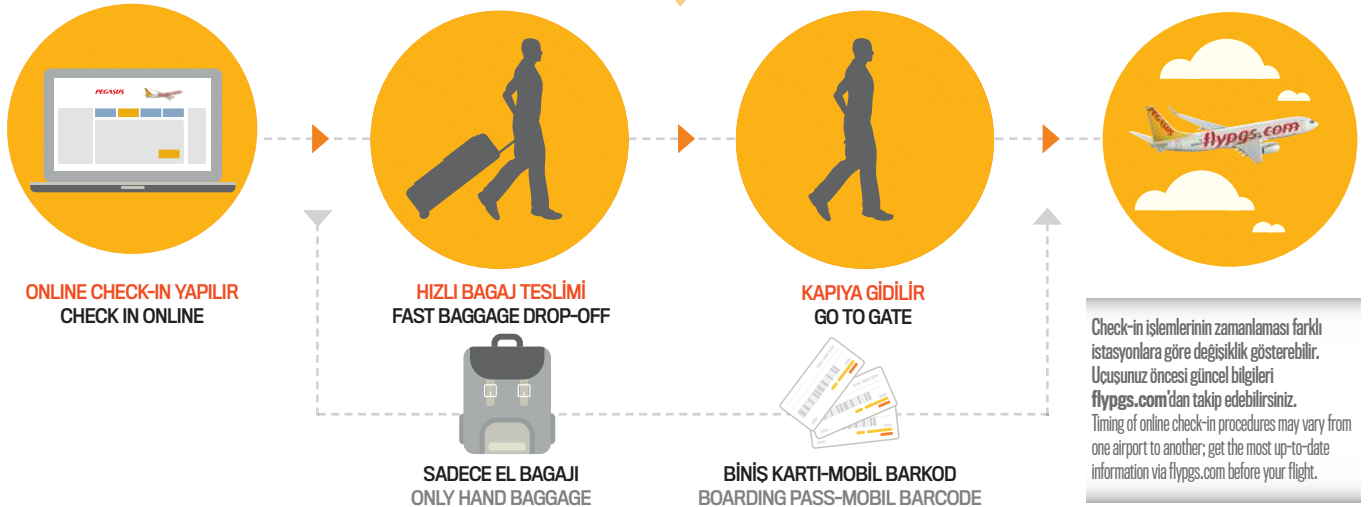 PEGASUS
PEGASUS
flypgs.com
ONLINE CHECK-IN YAPILIR
CHECK IN ONLINE
HIZLI BAGAJ TESLİMİ
FAST BAGGAGE DROP-OFF
KAPIYA GİDİLİR
GO TO GATE
SADECE EL BAGAJI
ONLY HAND BAGGAGE
BİNİŞ KARTI-MOBİL BARKOD
BOARDING PASS-MOBIL BARCODE
Check-in işlemlerinin zamanlaması farklı
istasyonlara göre değişiklik gösterebilir.
Uçuşunuz öncesi güncel bilgileri
flypgs.com'dan takip edebilirsiniz.
Timing of online check-in procedures may vary from
one airport to another; get the most up-to-date
information via flypgs.com before your flight.